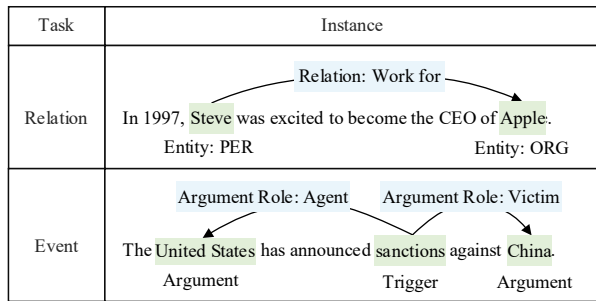 Task Instance
Relation: Work for
Relation In 1997, Steve was excited to become the CEO of Apple.
Entity: PER Entity: ORG
Argument Role: Agent Argument Role: Victim
Event The United States has announced sanctions against China.
Argument Trigger Argument